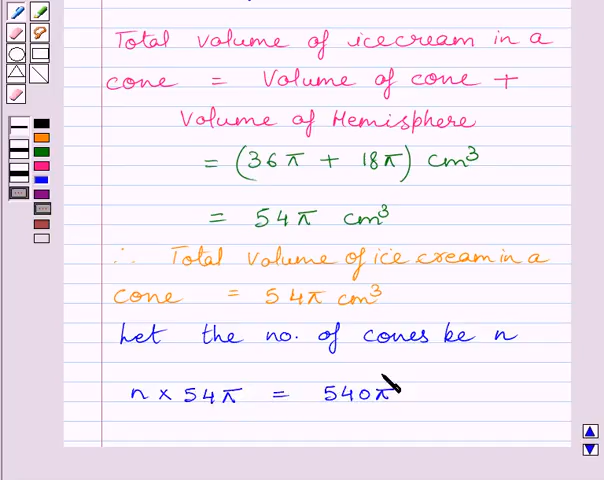 Total volume of icecream in a
cone = Volume of cone +
Volume of Hemisphere
= (36π + 18π) cm³
= 54π cm³
∴ Total volume of ice cream in a
cone = 54π cm³
Let the no. of cones be n
n × 54π = 540π